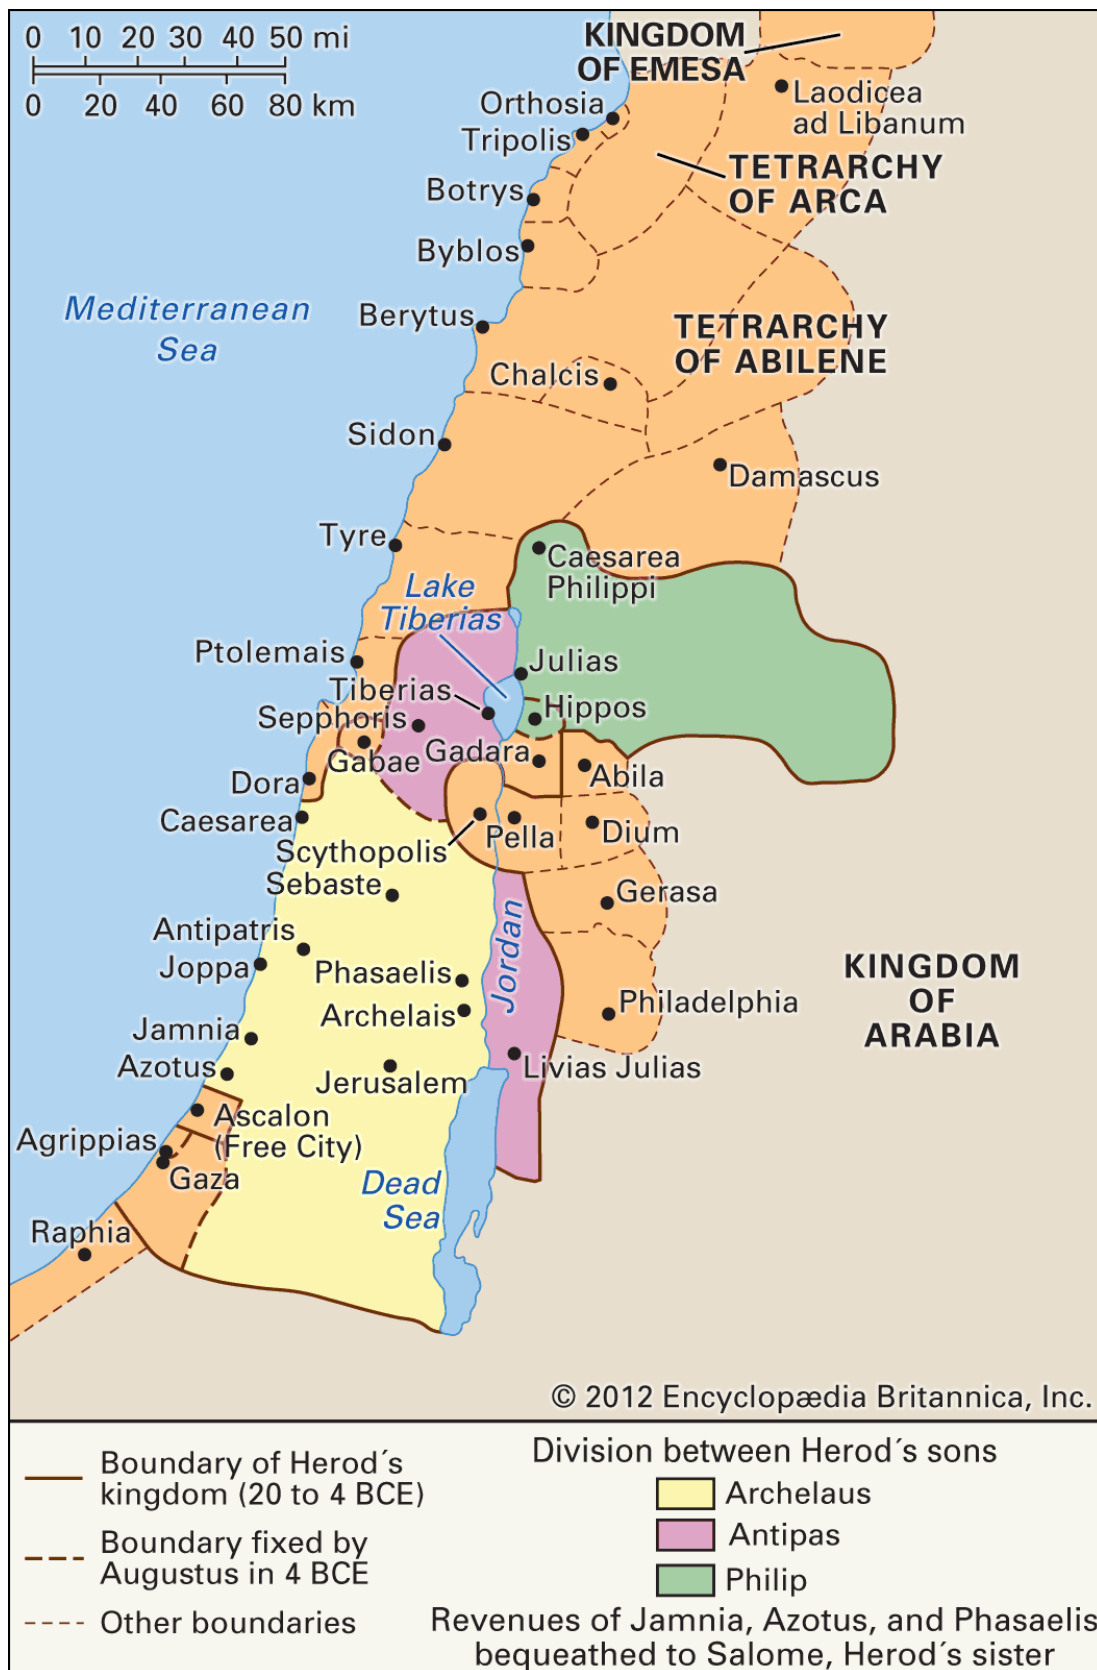 0 10 20 30 40 50 mi
0 20 40 60 80 km
KINGDOM
OF EMESA
Laodicea
ad Libanum
Orthosia
Tripolis
TETRARCHY
OF ARCA
Botrys
Byblos
Mediterranean
Sea
Berytus
TETRARCHY
OF ABILENE
Chalcis
Sidon
Damascus
Tyre
Caesarea
Philippi
Lake
Tiberias
Ptolemais
Julias
Tiberias
Sepphoris
Hippos
Gabae
Gadara
Abila
Dora
Caesarea
Pella
Dium
Scythopolis
Sebaste
Gerasa
Antipatris
Joppa
Phasaelis
Jordan
KINGDOM
OF
ARABIA
Archelais
Philadelphia
Jamnia
Azotus
Jerusalem
Livias Julias
Ascalon
(Free City)
Agrippias
Gaza
Dead
Sea
Raphia
© 2012 Encyclopædia Britannica, Inc.
Boundary of Herod´s
kingdom (20 to 4 BCE)
Boundary fixed by
Augustus in 4 BCE
Other boundaries
Division between Herod´s sons
Archelaus
Antipas
Philip
Revenues of Jamnia, Azotus, and Phasaelis
bequeathed to Salome, Herod´s sister